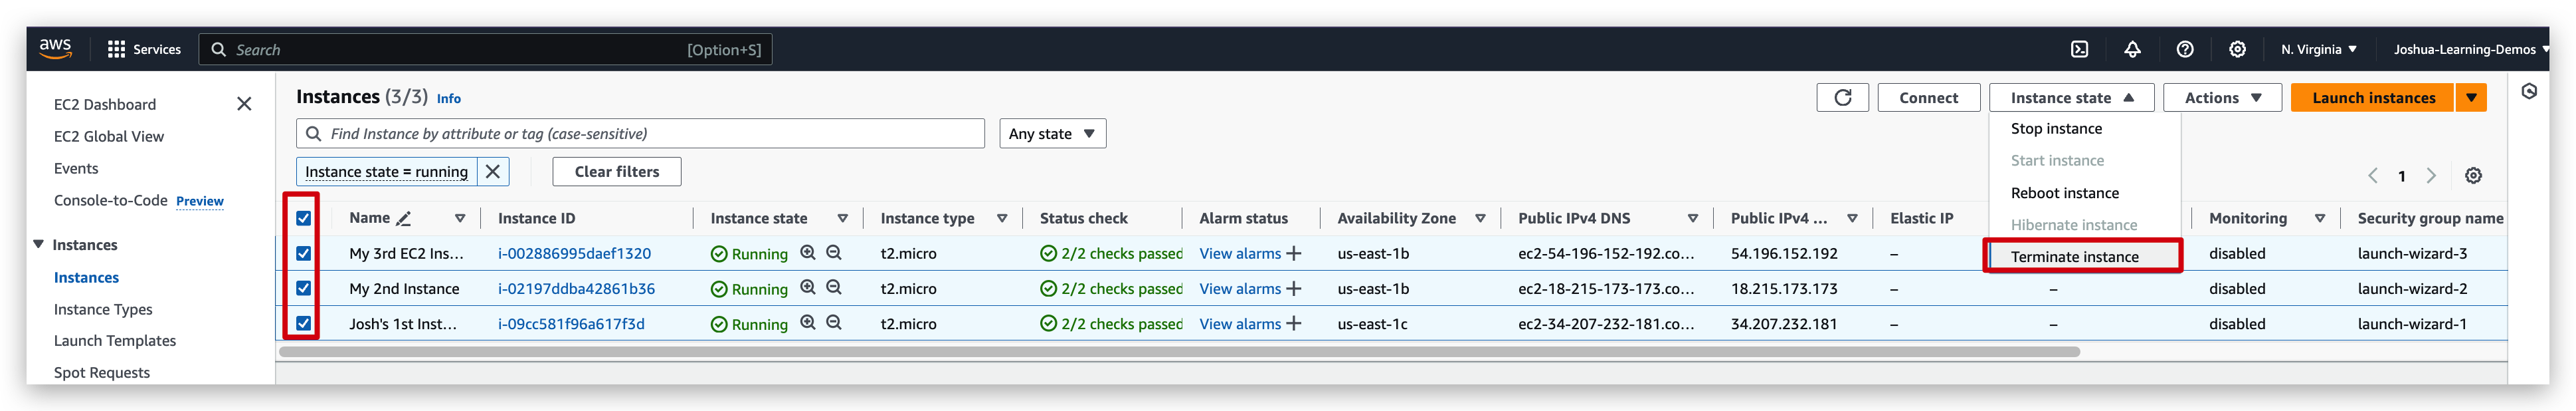 aws Services Search [Option+S] N. Virginia Joshua-Learning-Demos
EC2 Dashboard
EC2 Global View
Events
Console-to-Code Preview
Instances
Instances
Instance Types
Launch Templates
Spot Requests
Instances (3/3) Info Connect Instance state Actions Launch instances
Find Instance by attribute or tag (case-sensitive) Any state
Instance state = running Clear filters
1
Stop instance
Start instance
Reboot instance
Hibernate instance
Terminate instance
Name Instance ID Instance state Instance type Status check Alarm status Availability Zone Public IPv4 DNS Public IPv4 ... Elastic IP Monitoring Security group name
My 3rd EC2 Ins... i-002886995daef1320 Running t2.micro 2/2 checks passed View alarms + us-east-1b ec2-54-196-152-192.co... 54.196.152.192 – disabled launch-wizard-3
My 2nd Instance i-02197ddba42861b36 Running t2.micro 2/2 checks passed View alarms + us-east-1b ec2-18-215-173-173.co... 18.215.173.173 – – disabled launch-wizard-2
Josh's 1st Inst... i-09cc581f96a617f3d Running t2.micro 2/2 checks passed View alarms + us-east-1c ec2-34-207-232-181.co... 34.207.232.181 – – disabled launch-wizard-1